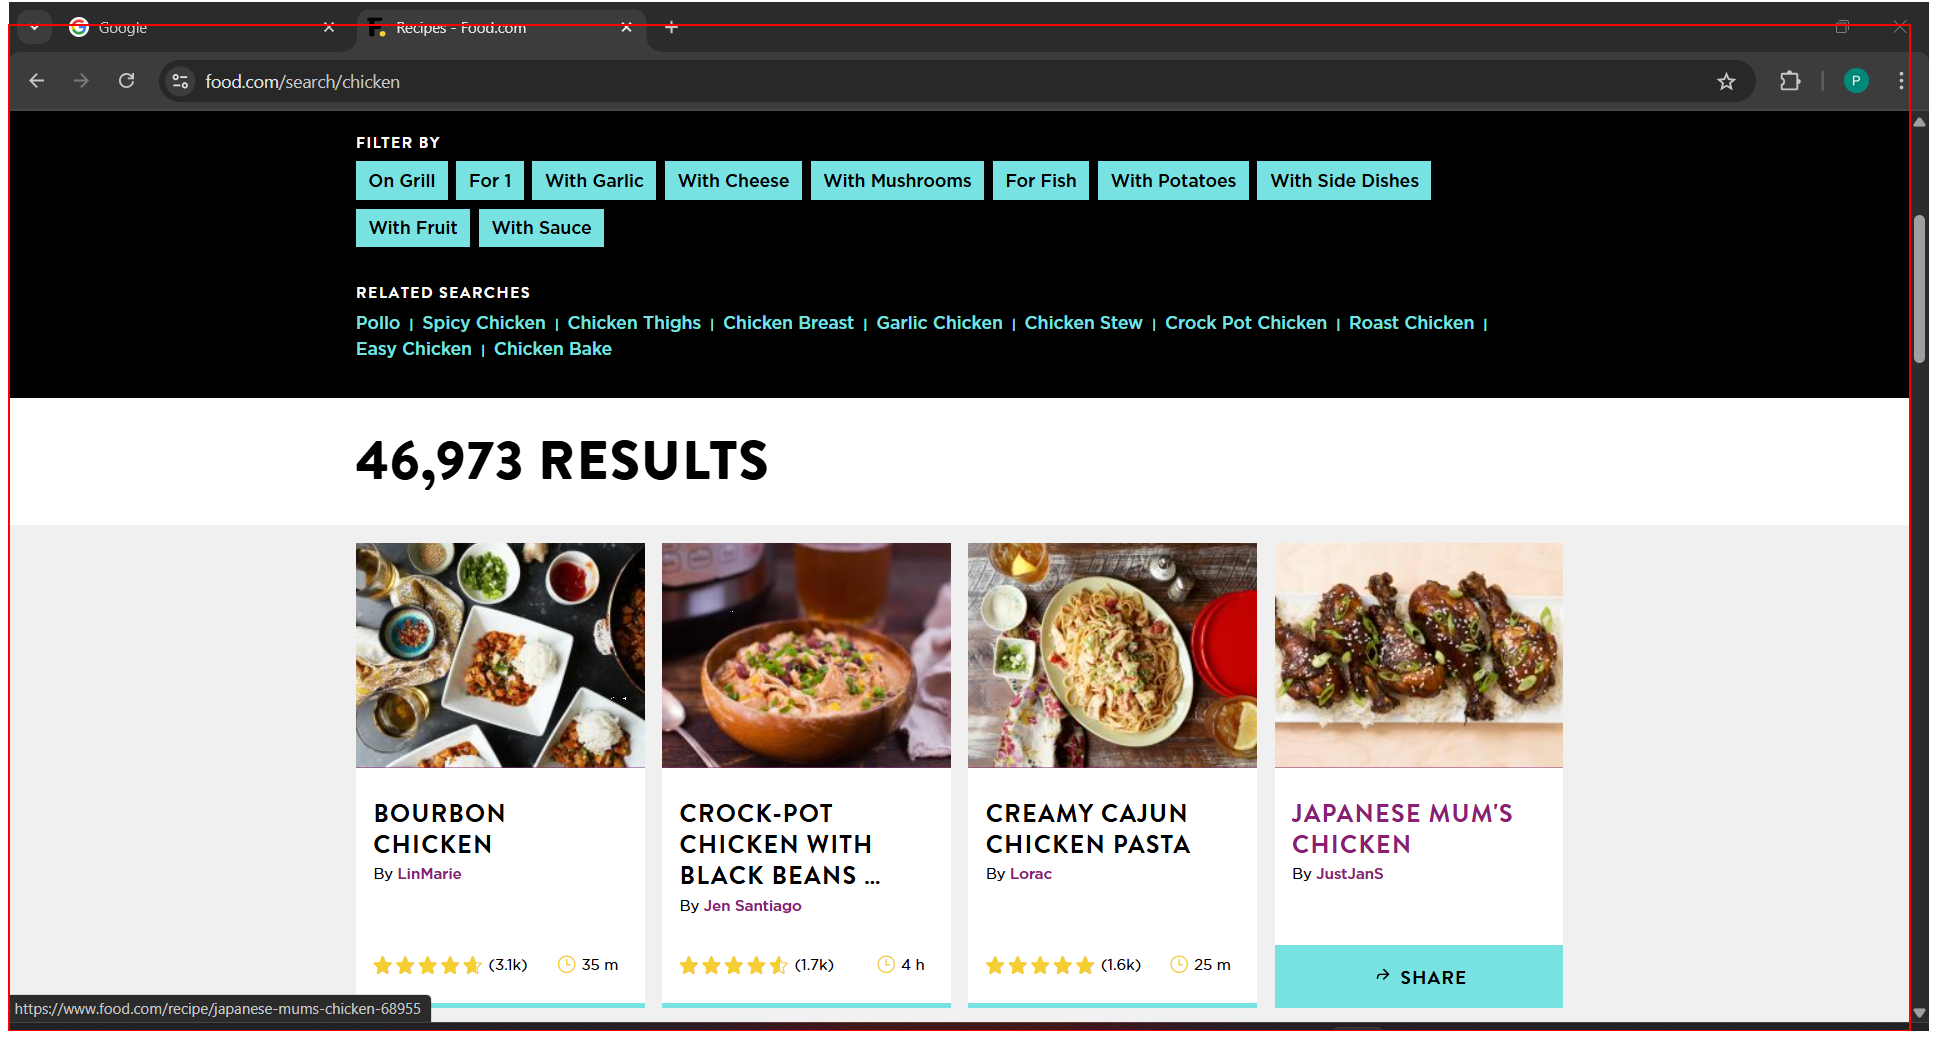 Google
Recipes - Food.com
food.com/search/chicken
P
FILTER BY
On Grill For 1 With Garlic With Cheese With Mushrooms For Fish With Potatoes With Side Dishes
With Fruit With Sauce
RELATED SEARCHES
Pollo | Spicy Chicken | Chicken Thighs | Chicken Breast | Garlic Chicken | Chicken Stew | Crock Pot Chicken | Roast Chicken |
Easy Chicken | Chicken Bake
46,973 RESULTS
BOURBON
CHICKEN
By LinMarie
(3.1k) 35 m
CROCK-POT
CHICKEN WITH
BLACK BEANS ...
By Jen Santiago
(1.7k) 4 h
CREAMY CAJUN
CHICKEN PASTA
By Lorac
(1.6k) 25 m
JAPANESE MUM'S
CHICKEN
By JustJanS
SHARE
https://www.food.com/recipe/japanese-mums-chicken-68955